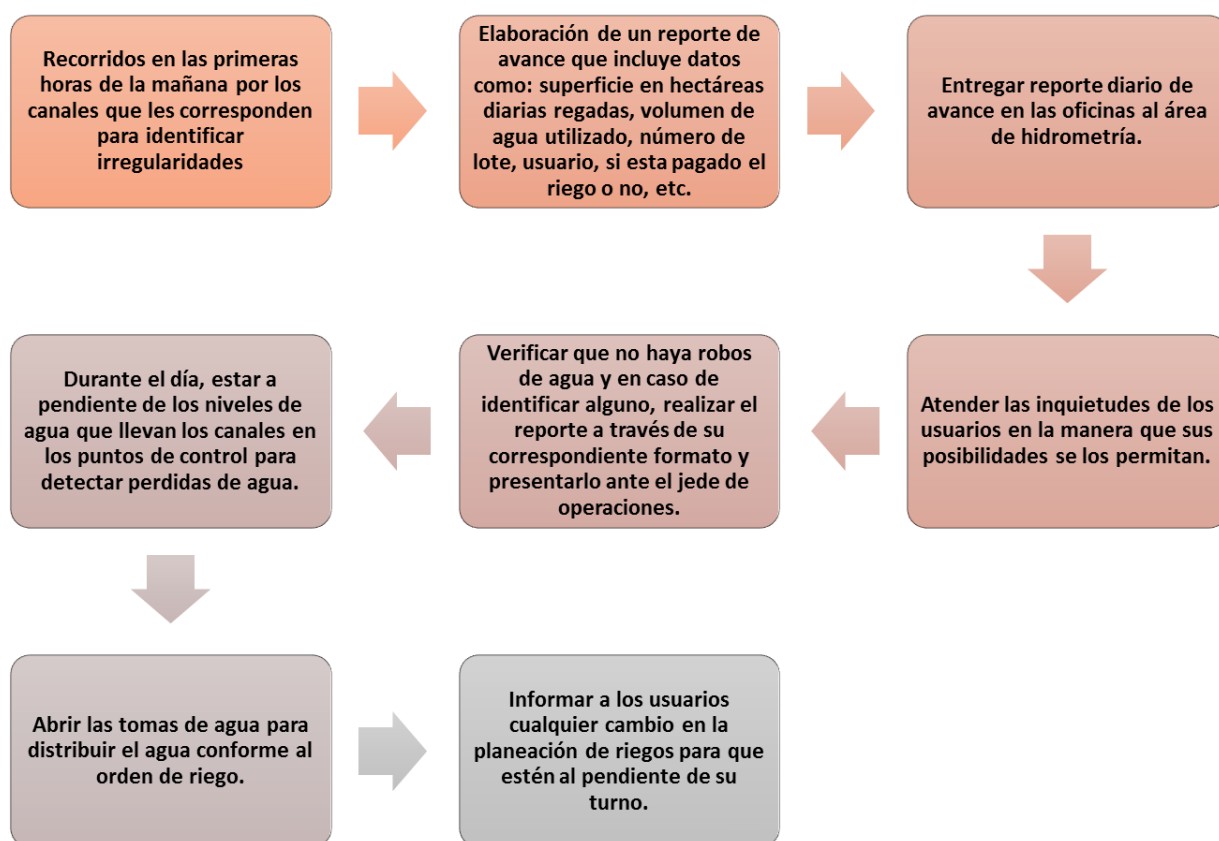 Recorridos en las primeras
horas de la mañana por los
canales que les corresponden
para identificar
irregularidades
Elaboración de un reporte de
avance que incluye datos
como: superficie en hectáreas
diarias regadas, volumen de
agua utilizado, número de
lote, usuario, si esta pagado el
riego o no, etc.
Entregar reporte diario de
avance en las oficinas al área
de hidrometría.
Atender las inquietudes de los
usuarios en la manera que sus
posibilidades se los permitan.
Verificar que no haya robos
de agua y en caso de
identificar alguno, realizar el
reporte a través de su
correspondiente formato y
presentarlo ante el jede de
operaciones.
Durante el día, estar a
pendiente de los niveles de
agua que llevan los canales en
los puntos de control para
detectar perdidas de agua.
Abrir las tomas de agua para
distribuir el agua conforme al
orden de riego.
Informar a los usuarios
cualquier cambio en la
planeación de riegos para que
estén al pendiente de su
turno.